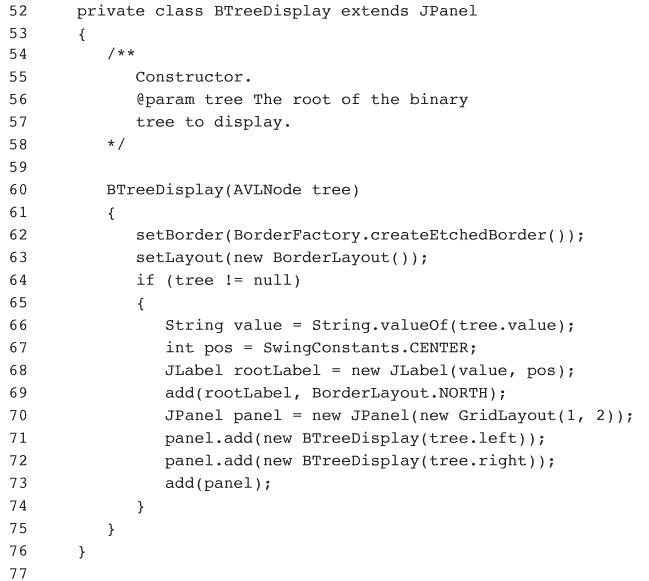 52     private class BTreeDisplay extends JPanel
53     {
54        /**
55           Constructor.
56           @param tree The root of the binary
57           tree to display.
58        */
59
60        BTreeDisplay(AVLNode tree)
61        {
62           setBorder(BorderFactory.createEtchedBorder());
63           setLayout(new BorderLayout());
64           if (tree != null)
65           {
66              String value = String.valueOf(tree.value);
67              int pos = SwingConstants.CENTER;
68              JLabel rootLabel = new JLabel(value, pos);
69              add(rootLabel, BorderLayout.NORTH);
70              JPanel panel = new JPanel(new GridLayout(1, 2));
71              panel.add(new BTreeDisplay(tree.left));
72              panel.add(new BTreeDisplay(tree.right));
73              add(panel);
74           }
75        }
76     }
77